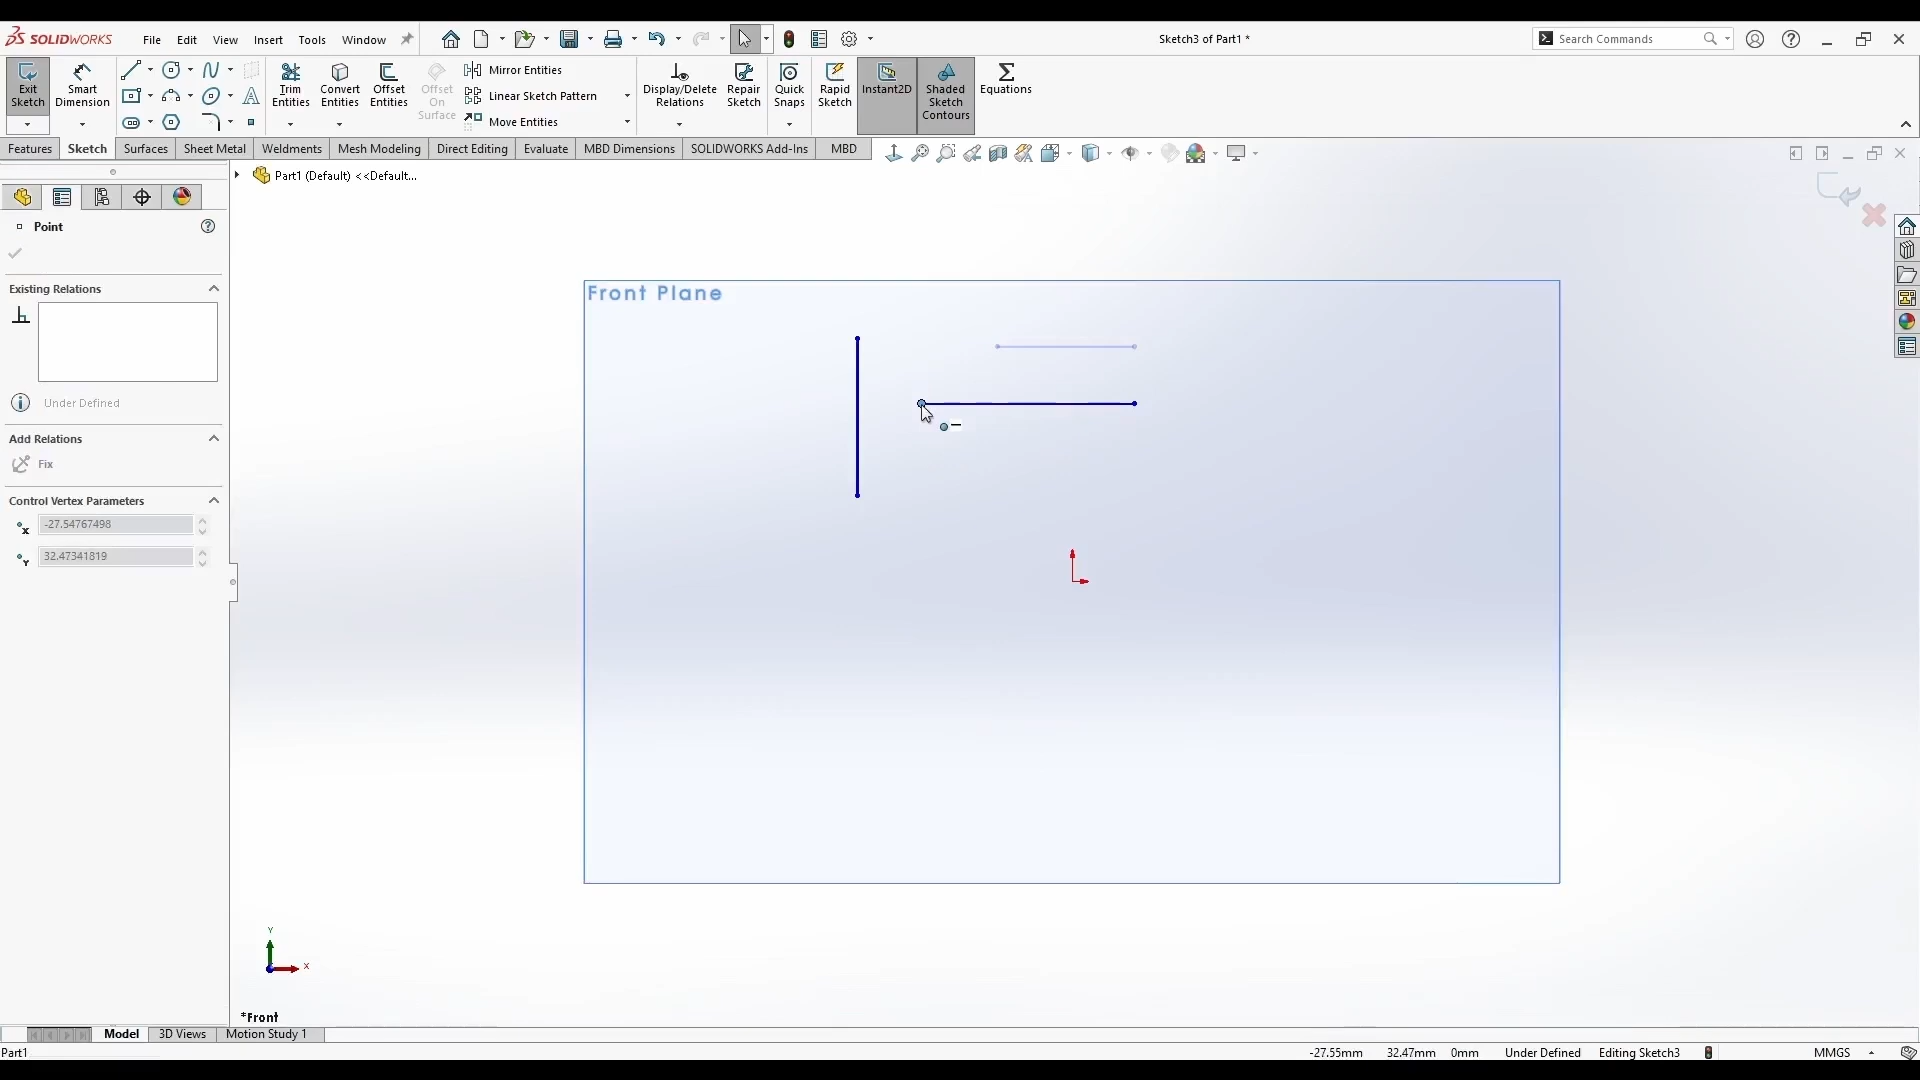 SOLIDWORKS File Edit View Insert Tools Window Sketch3 of Part1 * Search Commands
Exit Sketch
Smart Dimension
Trim Entities
Convert Entities
Offset Entities
Offset On Surface
Mirror Entities
Linear Sketch Pattern
Move Entities
Display/Delete Relations
Repair Sketch
Quick Snaps
Rapid Sketch
Instant2D
Shaded Sketch Contours
Equations
Features Sketch Surfaces Sheet Metal Weldments Mesh Modeling Direct Editing Evaluate MBD Dimensions SOLIDWORKS Add-Ins MBD
Part1 (Default) <<Default...
Point
Existing Relations
Under Defined
Add Relations
Fix
Control Vertex Parameters
X -27.54767498
Y 32.47341819
Front Plane
Y
X
*Front
Model 3D Views Motion Study 1
Part1 -27.55mm 32.47mm 0mm Under Defined Editing Sketch3 MMGS